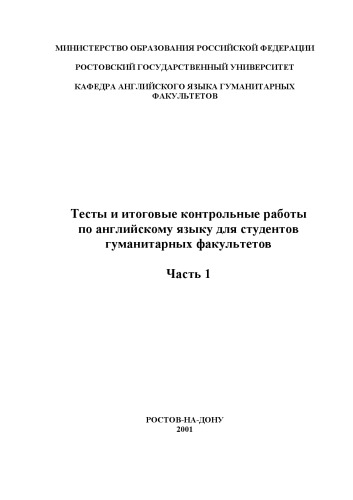 МИНИСТЕРСТВО ОБРАЗОВАНИЯ РОССИЙСКОЙ ФЕДЕРАЦИИ
РОСТОВСКИЙ ГОСУДАРСТВЕННЫЙ УНИВЕРСИТЕТ
КАФЕДРА АНГЛИЙСКОГО ЯЗЫКА ГУМАНИТАРНЫХ
ФАКУЛЬТЕТОВ
Тесты и итоговые контрольные работы
по английскому языку для студентов
гуманитарных факультетов
Часть 1
РОСТОВ-НА-ДОНУ
2001